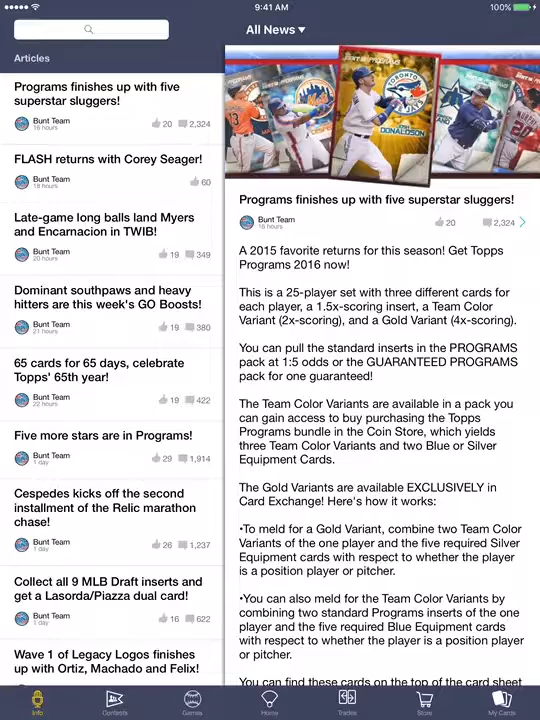 9:41 AM
100%
All News ▾
Articles
Programs finishes up with five
superstar sluggers!
Bunt Team
16 hours
20
2,324
FLASH returns with Corey Seager!
Bunt Team
18 hours
60
Late-game long balls land Myers
and Encarnacion in TWIB!
Bunt Team
20 hours
19
349
Dominant southpaws and heavy
hitters are this week's GO Boosts!
Bunt Team
21 hours
19
380
65 cards for 65 days, celebrate
Topps' 65th year!
Bunt Team
22 hours
19
422
Five more stars are in Programs!
Bunt Team
1 day
29
1,914
Cespedes kicks off the second
installment of the Relic marathon
chase!
Bunt Team
1 day
26
1,237
Collect all 9 MLB Draft inserts and
get a Lasorda/Piazza dual card!
Bunt Team
1 day
16
622
Wave 1 of Legacy Logos finishes
up with Ortiz, Machado and Felix!
BUNT PROGRAMS
TORONTO
BLUE JAYS
JOSH
DONALDSON
Mets
Programs finishes up with five superstar sluggers!
Bunt Team
16 hours
20
2,324
A 2015 favorite returns for this season! Get Topps
Programs 2016 now!
This is a 25-player set with three different cards for
each player, a 1.5x-scoring insert, a Team Color
Variant (2x-scoring), and a Gold Variant (4x-scoring).
You can pull the standard inserts in the PROGRAMS
pack at 1:5 odds or the GUARANTEED PROGRAMS
pack for one guaranteed!
The Team Color Variants are available in a pack you
can gain access to buy purchasing the Topps
Programs bundle in the Coin Store, which yields
three Team Color Variants and two Blue or Silver
Equipment Cards.
The Gold Variants are available EXCLUSIVELY in
Card Exchange! Here's how it works:
•To meld for a Gold Variant, combine two Team Color
Variants of the one player and the five required Silver
Equipment cards with respect to whether the player
is a position player or pitcher.
•You can also meld for the Team Color Variants by
combining two standard Programs inserts of the one
player and the five required Blue Equipment cards
with respect to whether the player is a position player
or pitcher.
You can find these cards on the top of the card sheet
Info
Contests
Games
Home
Trades
Store
My Cards